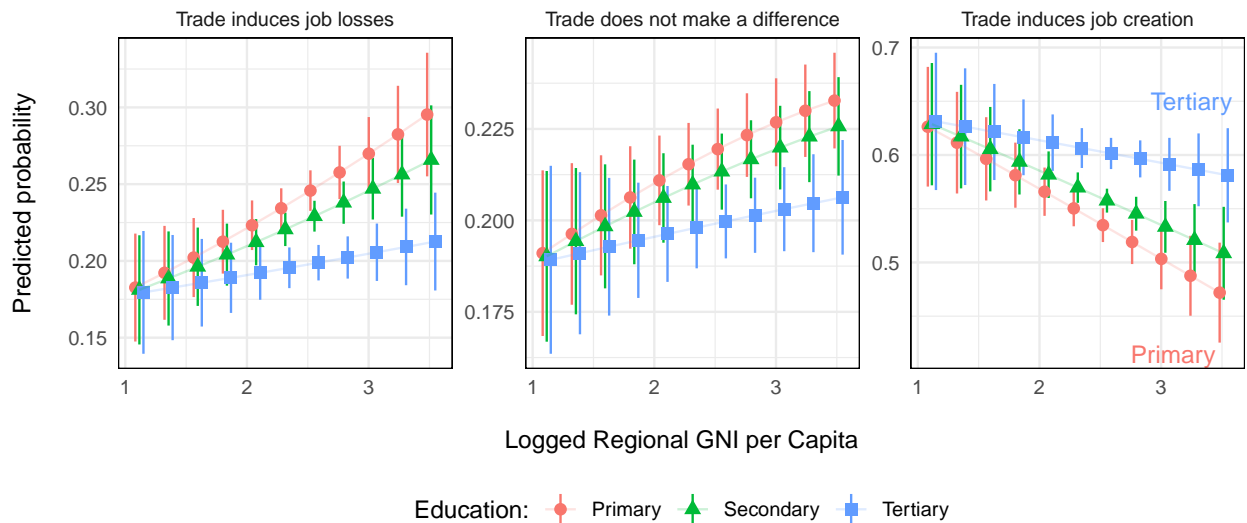 Trade induces job losses
Trade does not make a difference
Trade induces job creation
Predicted probability
0.30
0.25
0.20
0.15
0.225
0.200
0.175
0.7
0.6
0.5
Tertiary
Primary
1 2 3
1 2 3
1 2 3
Logged Regional GNI per Capita
Education: Primary Secondary Tertiary